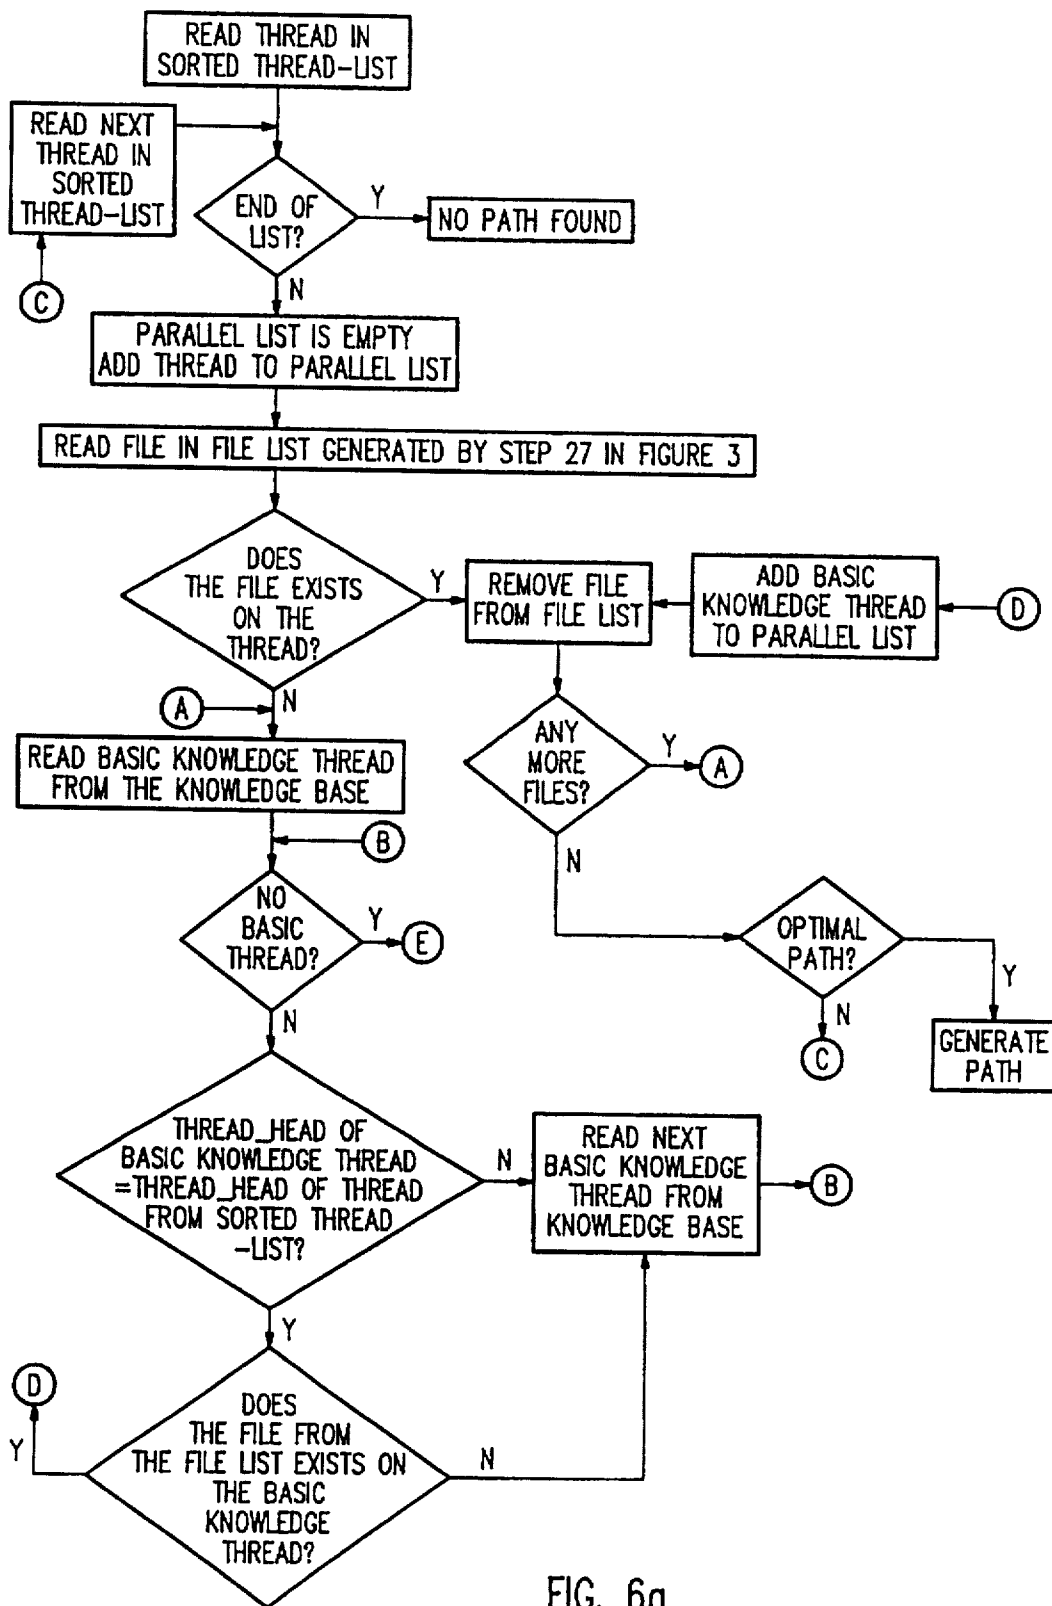 READ THREAD IN
SORTED THREAD-LIST
READ NEXT
THREAD IN
SORTED
THREAD-LIST
C
END OF
LIST?
Y
NO PATH FOUND
N
PARALLEL LIST IS EMPTY
ADD THREAD TO PARALLEL LIST
READ FILE IN FILE LIST GENERATED BY STEP 27 IN FIGURE 3
DOES
THE FILE EXISTS
ON THE
THREAD?
Y
REMOVE FILE
FROM FILE LIST
ADD BASIC
KNOWLEDGE THREAD
TO PARALLEL LIST
D
N
A
READ BASIC KNOWLEDGE THREAD
FROM THE KNOWLEDGE BASE
ANY
MORE
FILES?
Y
A
N
B
NO
BASIC
THREAD?
Y
E
N
OPTIMAL
PATH?
Y
N
C
GENERATE
PATH
THREAD_HEAD OF
BASIC KNOWLEDGE THREAD
=THREAD_HEAD OF THREAD
FROM SORTED THREAD
-LIST?
N
READ NEXT
BASIC KNOWLEDGE
THREAD FROM
KNOWLEDGE BASE
B
Y
D
Y
DOES
THE FILE FROM
THE FILE LIST EXISTS ON
THE BASIC
KNOWLEDGE
THREAD?
N
FIG. 6a